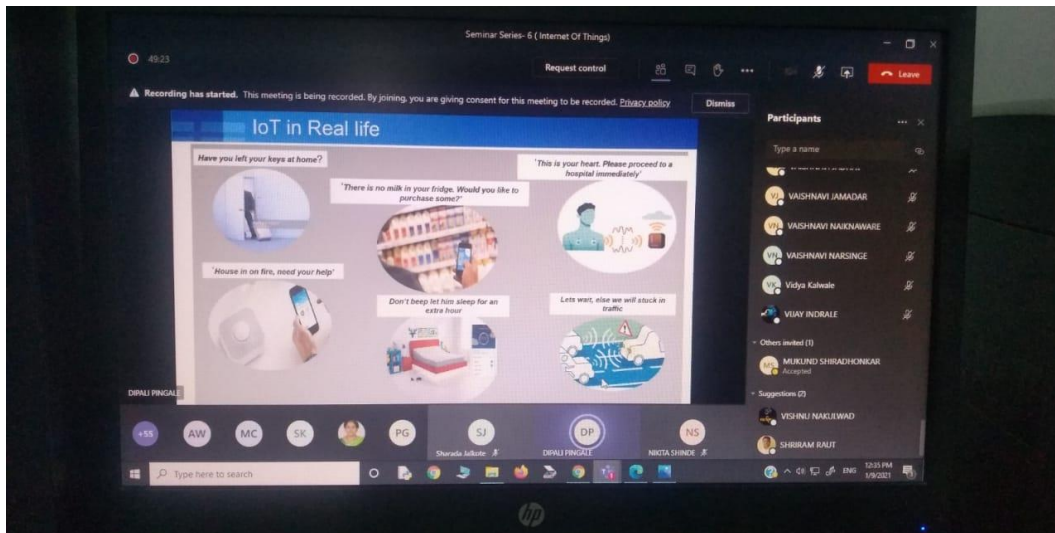 Seminar Series- 6 ( Internet Of Things)
49:23
Request control
Leave
Recording has started. This meeting is being recorded. By joining, you are giving consent for this meeting to be recorded. Privacy policy
Dismiss
IoT in Real life
Have you left your keys at home?
'There is no milk in your fridge. Would you like to
purchase some?'
'This is your heart. Please proceed to a
hospital immediately'
'House in on fire, need your help'
Don't beep let him sleep for an
extra hour
Lets wait, else we will stuck in
traffic
DIPALI PINGALE
Participants
Type a name
VJ VAISHNAVI JAMADAR
VN VAISHNAVI NAIKNAWARE
VN VAISHNAVI NARSINGE
VK Vidya Kalwale
VIJAY INDRALE
Others invited (1)
MS MUKUND SHIRADHONKAR
Accepted
Suggestions (2)
VISHNU NAKULWAD
SHRIRAM RAUT
+55 AW MC SK PG SJ DP NS
Sharada Jalkote DIPALI PINGALE NIKITA SHINDE
Type here to search
ENG
12:35 PM
1/9/2021
hp